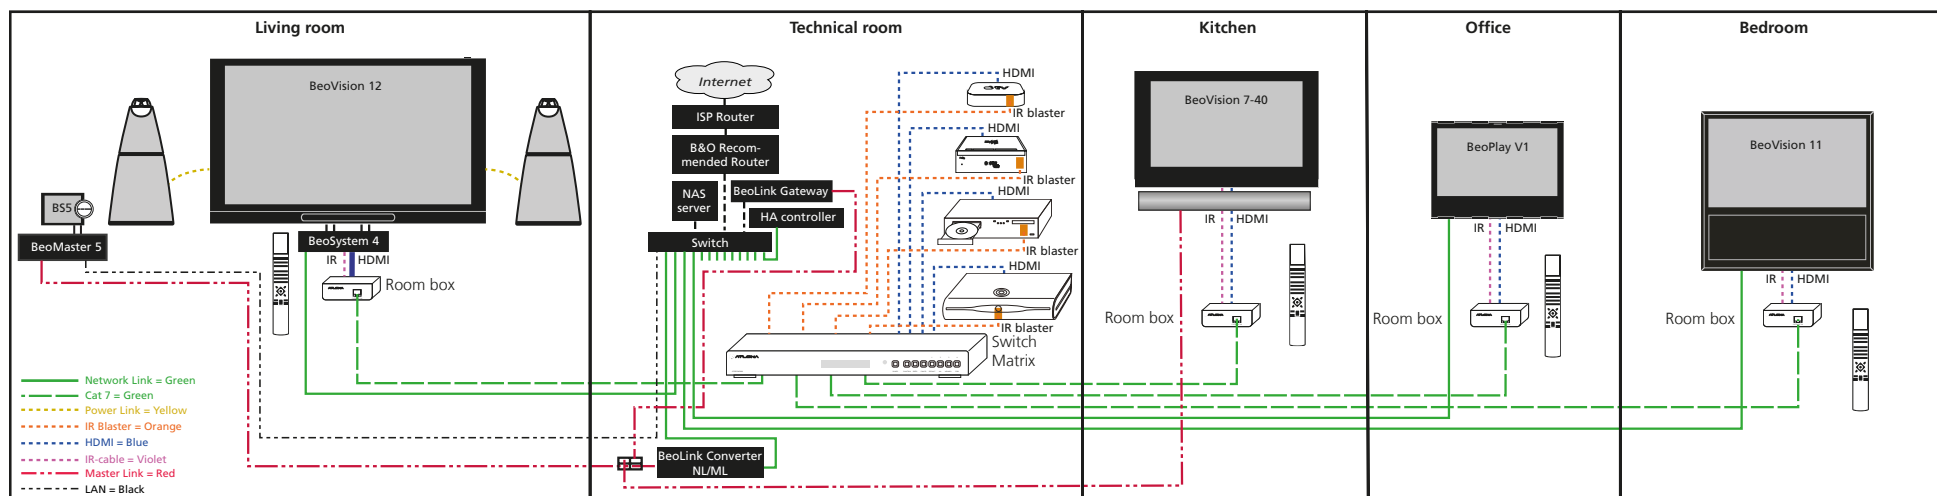 Living room
BeoVision 12
BS5
BeoMaster 5
BeoSystem 4
IR
HDMI
Room box
Network Link = Green
Cat 7 = Green
Power Link = Yellow
IR Blaster = Orange
HDMI = Blue
IR-cable = Violet
Master Link = Red
LAN = Black
Technical room
Internet
ISP Router
B&O Recom-
mended Router
NAS
server
BeoLink Gateway
HA controller
Switch
HDMI
IR blaster
HDMI
IR blaster
HDMI
IR blaster
HDMI
IR blaster
Switch
Matrix
BeoLink Converter
NL/ML
Kitchen
BeoVision 7-40
IR
HDMI
Room box
Office
BeoPlay V1
IR
HDMI
Room box
Bedroom
BeoVision 11
IR
HDMI
Room box